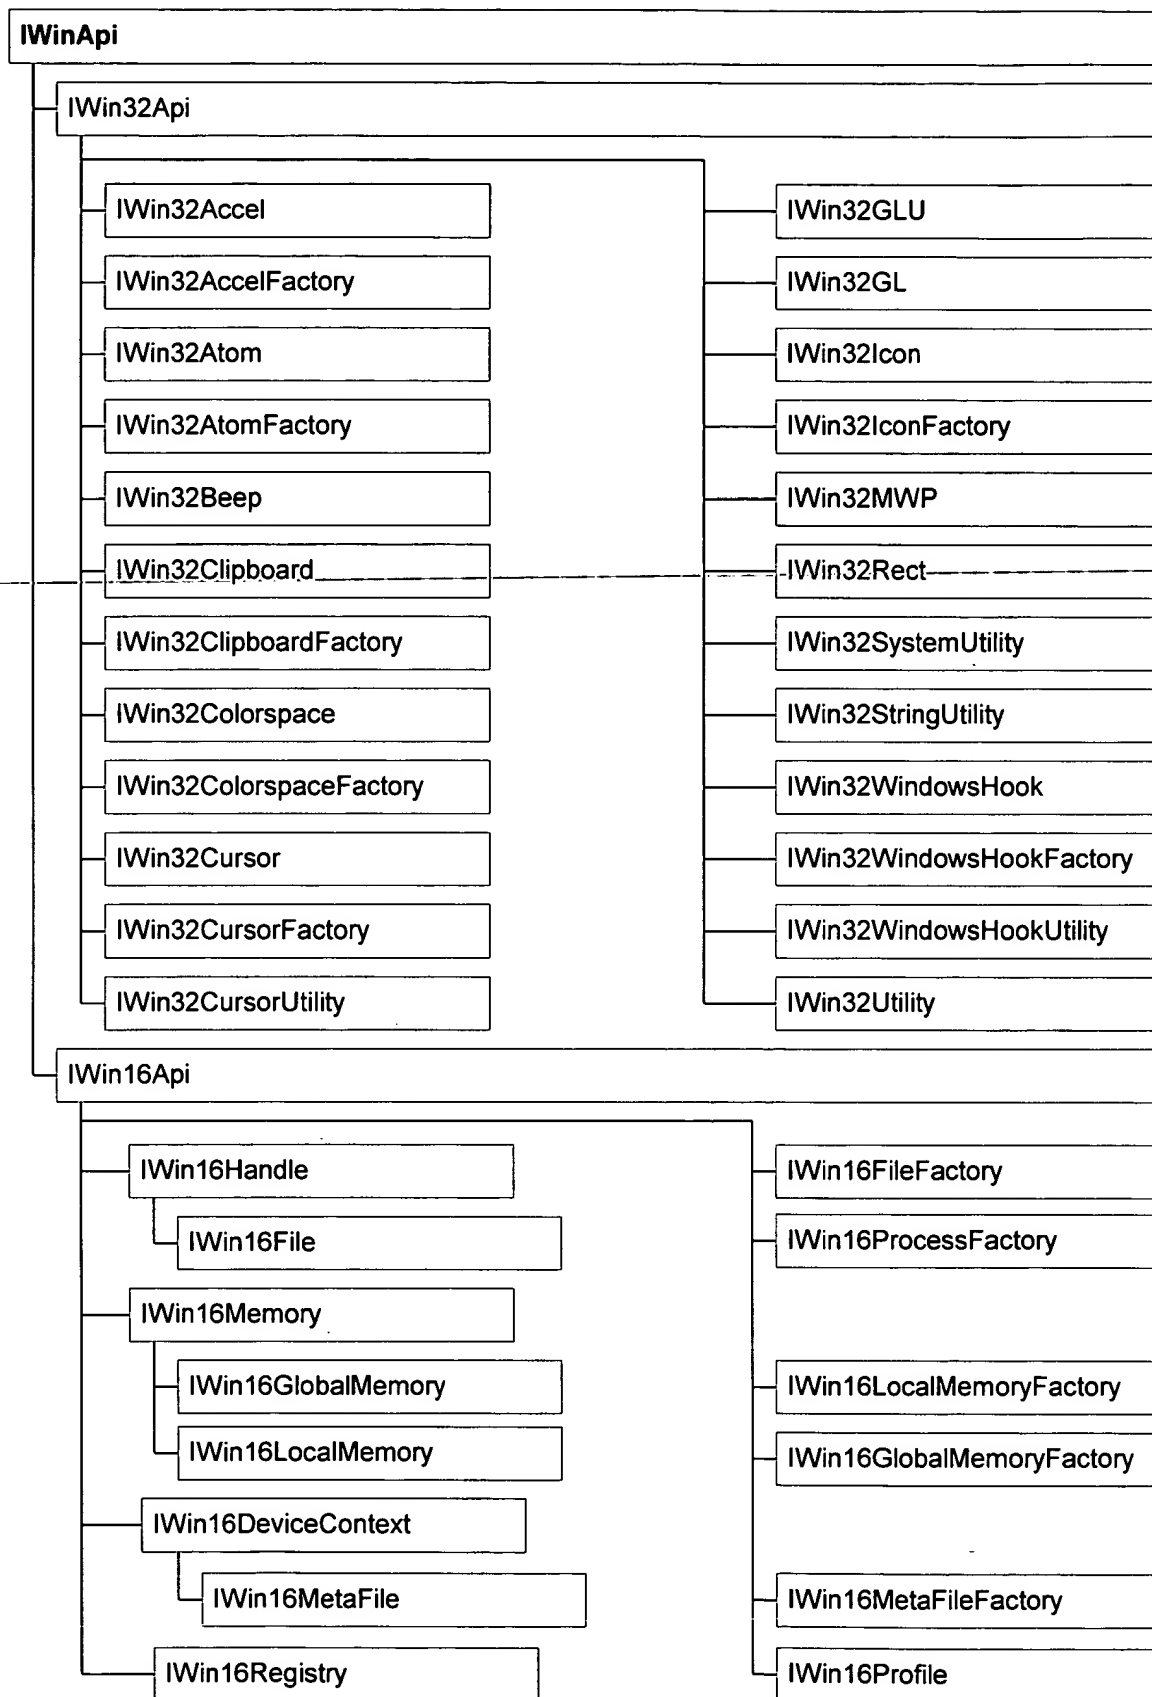 IWinApi
IWin32Api
IWin32Accel
IWin32AccelFactory
IWin32Atom
IWin32AtomFactory
IWin32Beep
IWin32Clipboard
IWin32ClipboardFactory
IWin32Colorspace
IWin32ColorspaceFactory
IWin32Cursor
IWin32CursorFactory
IWin32CursorUtility
IWin32GLU
IWin32GL
IWin32Icon
IWin32IconFactory
IWin32MWP
IWin32Rect
IWin32SystemUtility
IWin32StringUtility
IWin32WindowsHook
IWin32WindowsHookFactory
IWin32WindowsHookUtility
IWin32Utility
IWin16Api
IWin16Handle
IWin16File
IWin16Memory
IWin16GlobalMemory
IWin16LocalMemory
IWin16DeviceContext
IWin16MetaFile
IWin16Registry
IWin16FileFactory
IWin16ProcessFactory
IWin16LocalMemoryFactory
IWin16GlobalMemoryFactory
IWin16MetaFileFactory
IWin16Profile